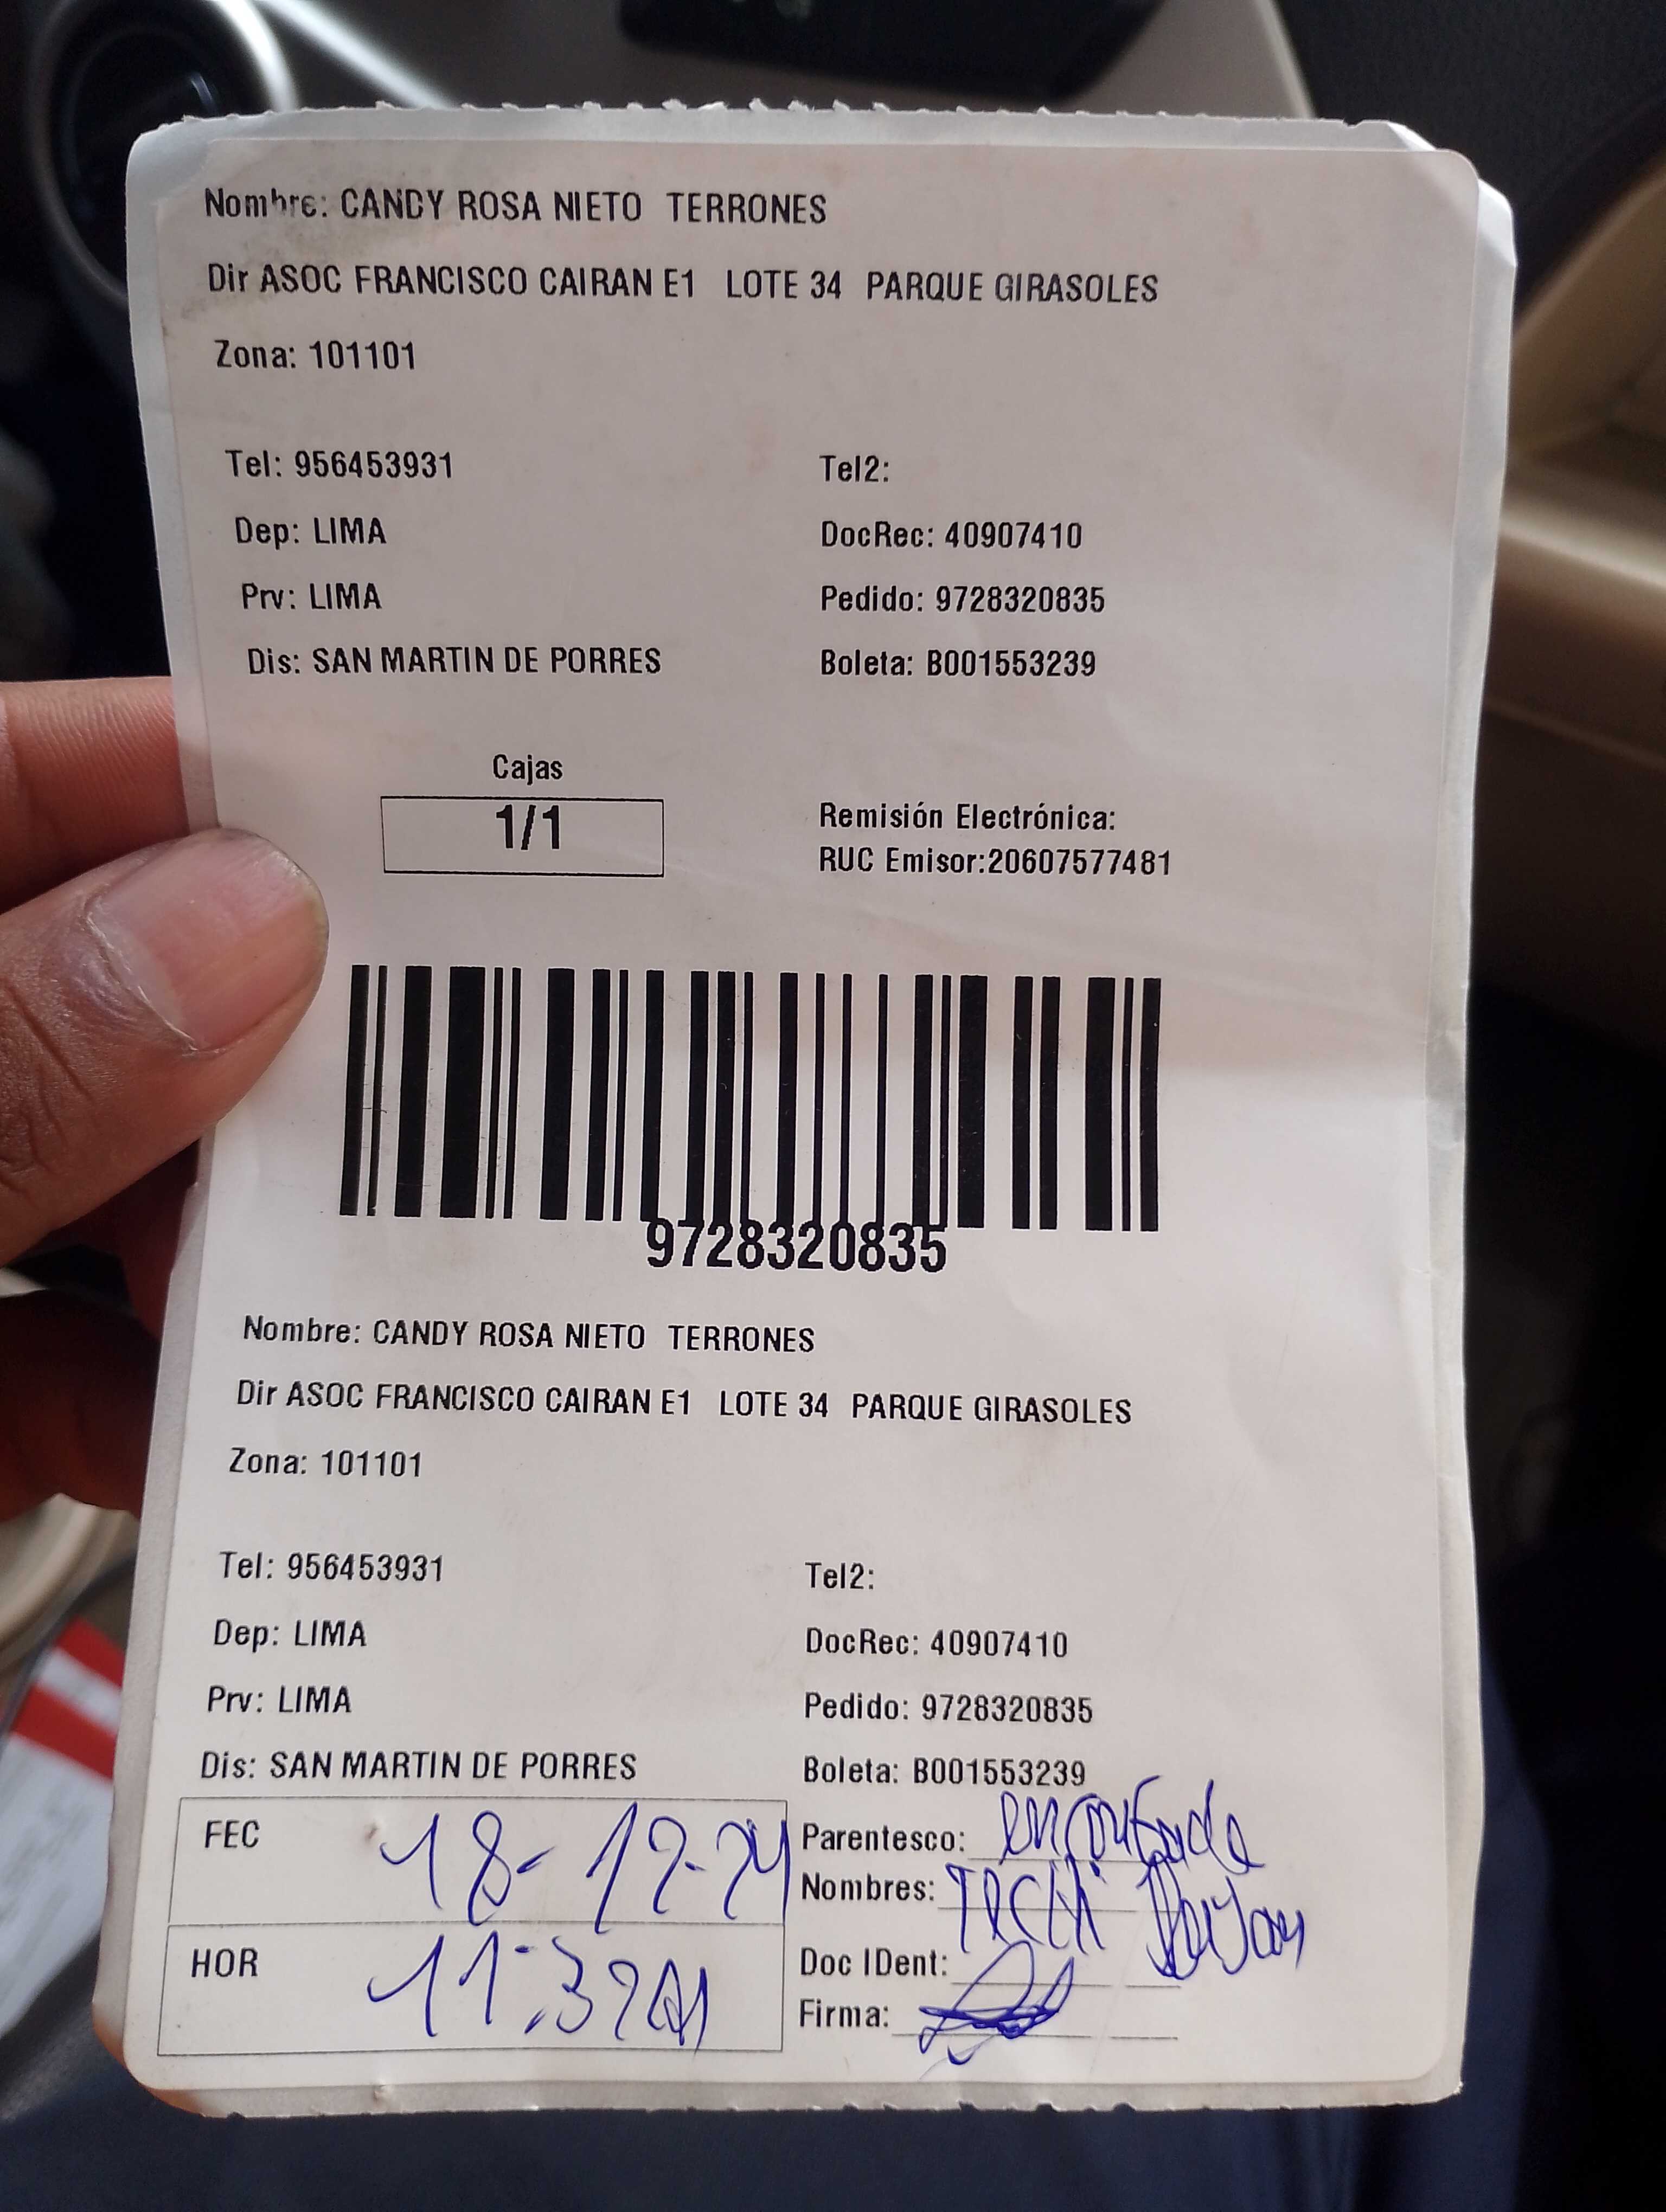 Nombre: CANDY ROSA NIETO TERRONES
Dir ASOC FRANCISCO CAIRAN E1 LOTE 34 PARQUE GIRASOLES
Zona: 101101
Tel: 956453931 Tel2:
Dep: LIMA DocRec: 40907410
Prv: LIMA Pedido: 9728320835
Dis: SAN MARTIN DE PORRES Boleta: B001553239
Cajas
1/1
Remisión Electrónica:
RUC Emisor:20607577481
9728320835
Nombre: CANDY ROSA NIETO TERRONES
Dir ASOC FRANCISCO CAIRAN E1 LOTE 34 PARQUE GIRASOLES
Zona: 101101
Tel: 956453931 Tel2:
Dep: LIMA DocRec: 40907410
Prv: LIMA Pedido: 9728320835
Dis: SAN MARTIN DE PORRES Boleta: B001553239
FEC 18-12-24 Parentesco:
Nombres:
HOR Doc IDent:
Firma: